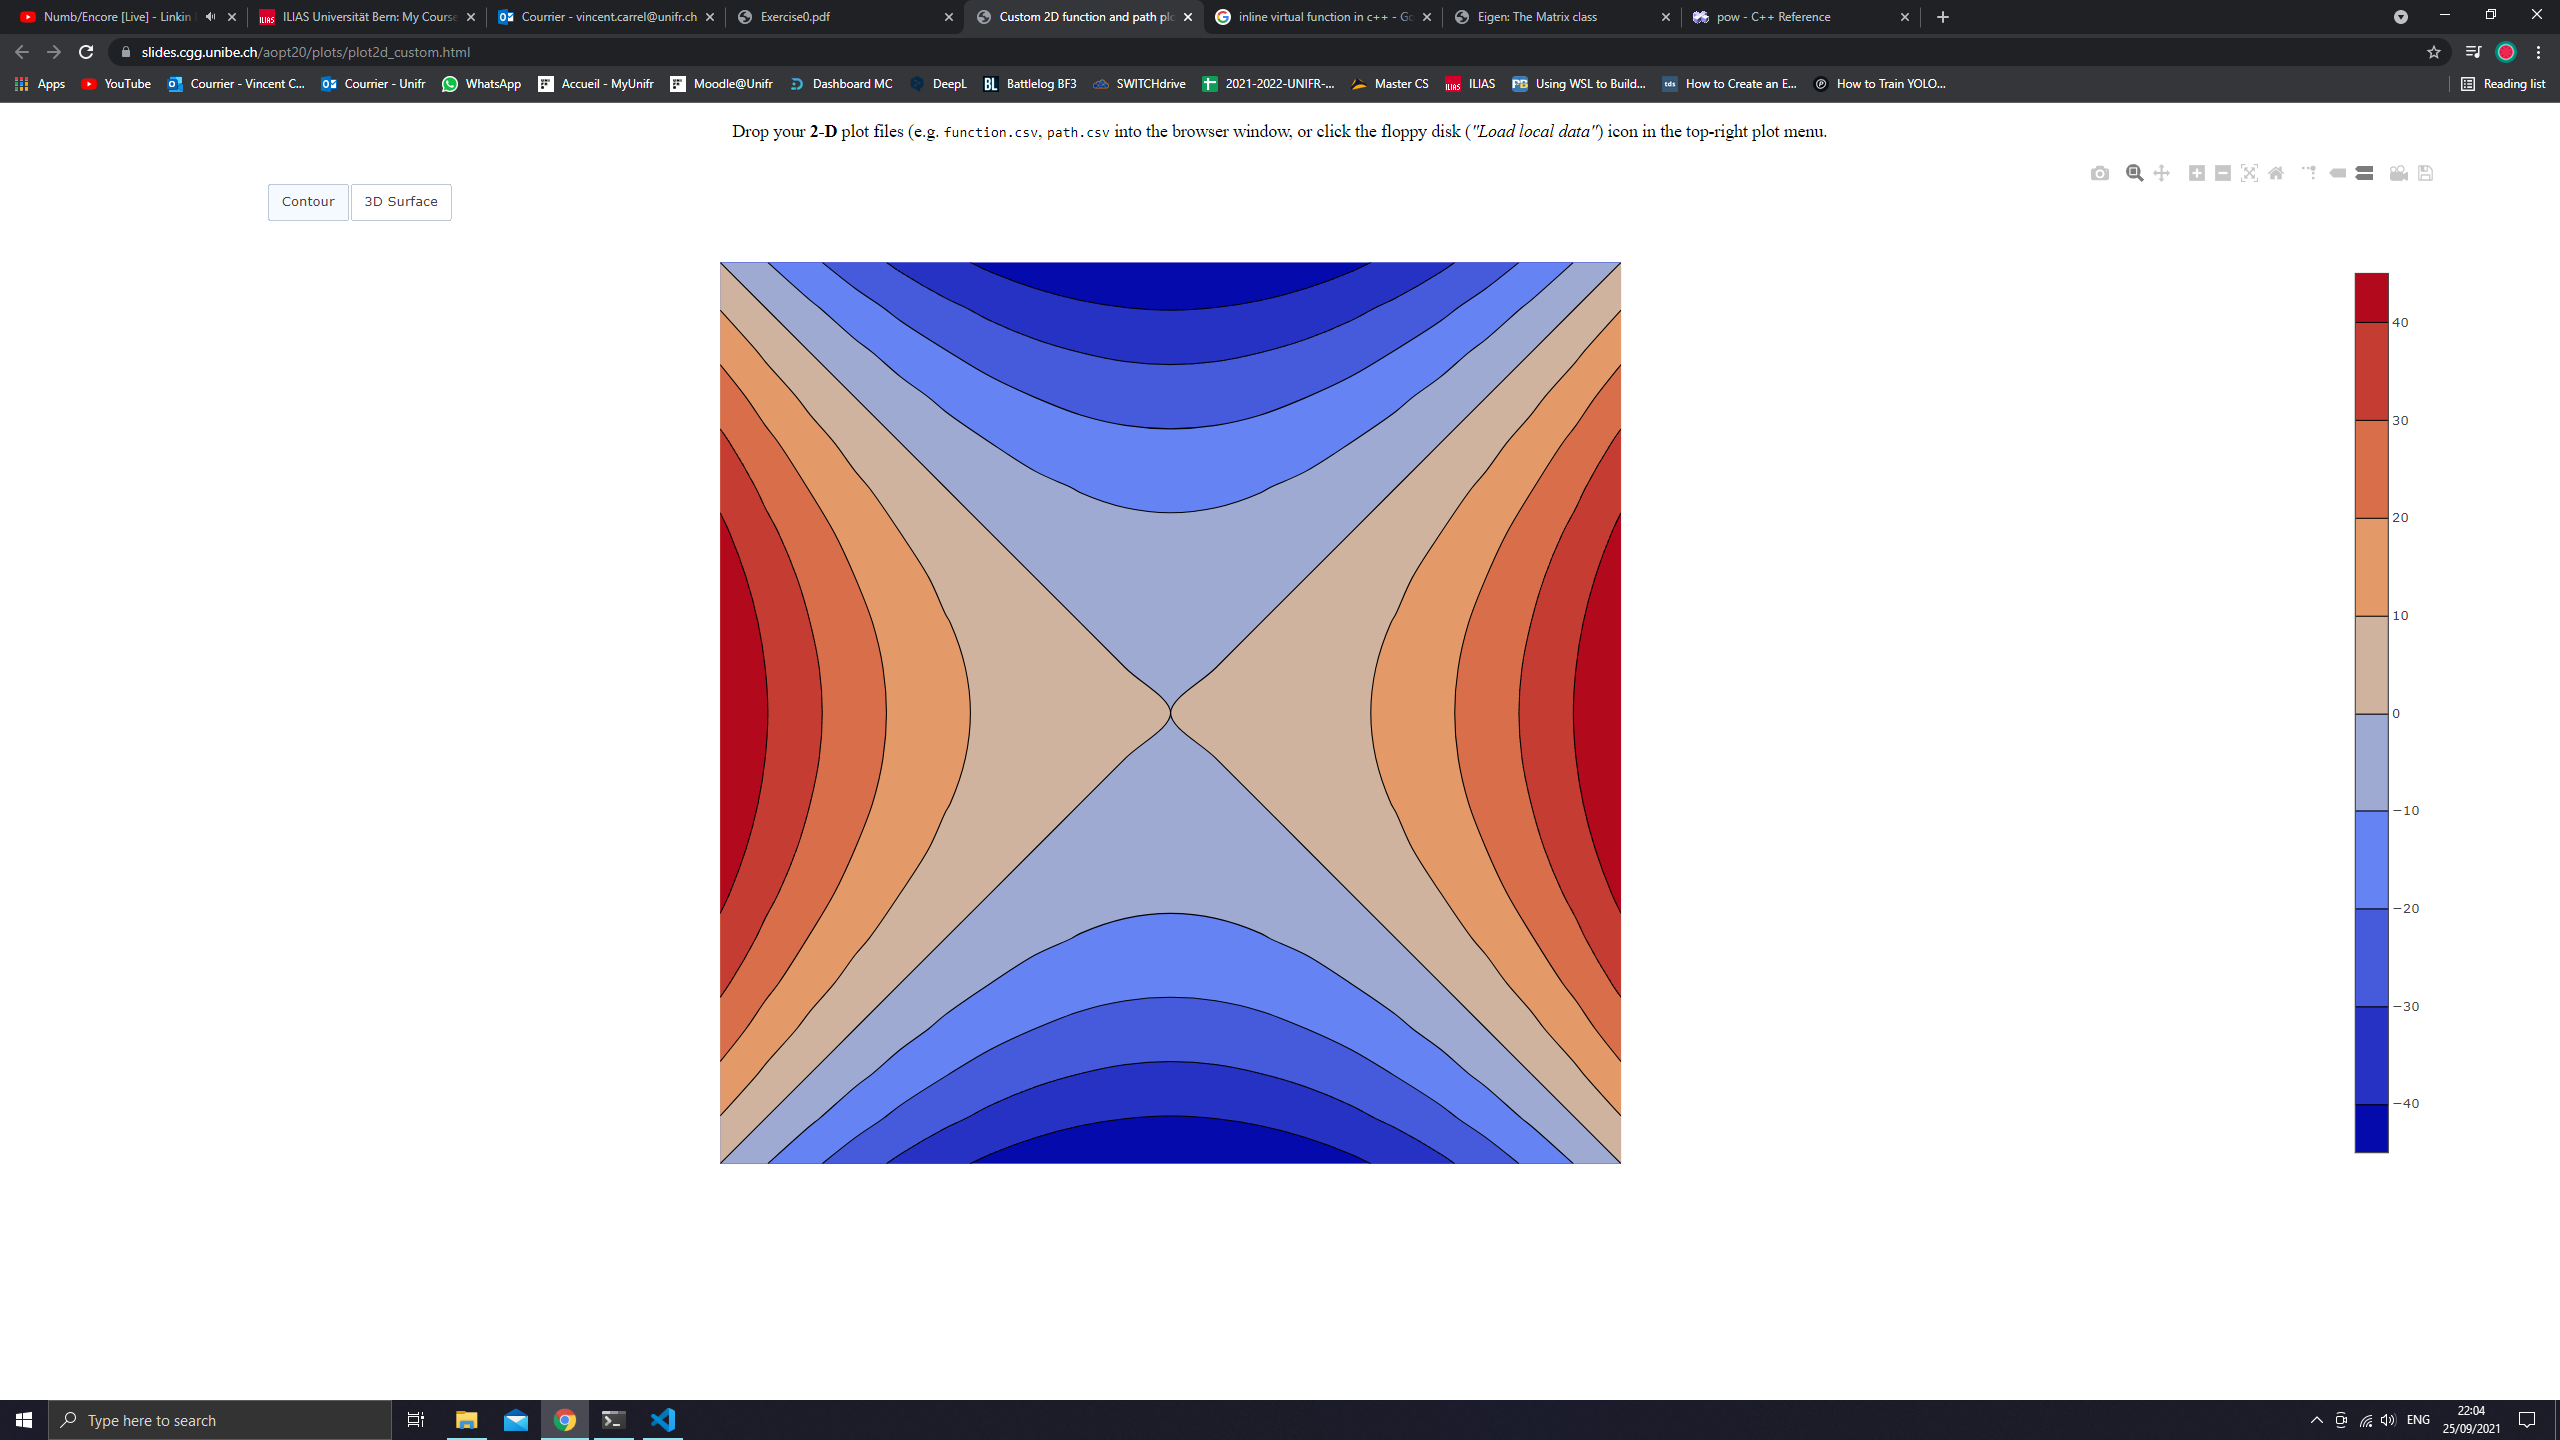 Numb/Encore [Live] - Linkin
ILIAS Universität Bern: My Course
Courrier - vincent.carrel@unifr.ch
Exercise0.pdf
Custom 2D function and path plo
inline virtual function in c++ - Go
Eigen: The Matrix class
pow - C++ Reference
slides.cgg.unibe.ch/aopt20/plots/plot2d_custom.html
Apps
YouTube
Courrier - Vincent C...
Courrier - Unifr
WhatsApp
Accueil - MyUnifr
Moodle@Unifr
Dashboard MC
DeepL
BL
Battlelog BF3
SWITCHdrive
2021-2022-UNIFR-...
Master CS
ILIAS
ILIAS
Using WSL to Build...
tds
How to Create an E...
How to Train YOLO...
Reading list
Drop your 2-D plot files (e.g. function.csv, path.csv into the browser window, or click the floppy disk ("Load local data") icon in the top-right plot menu.
Contour
3D Surface
40
30
20
10
0
−10
−20
−30
−40
Type here to search
ENG
22:04
25/09/2021